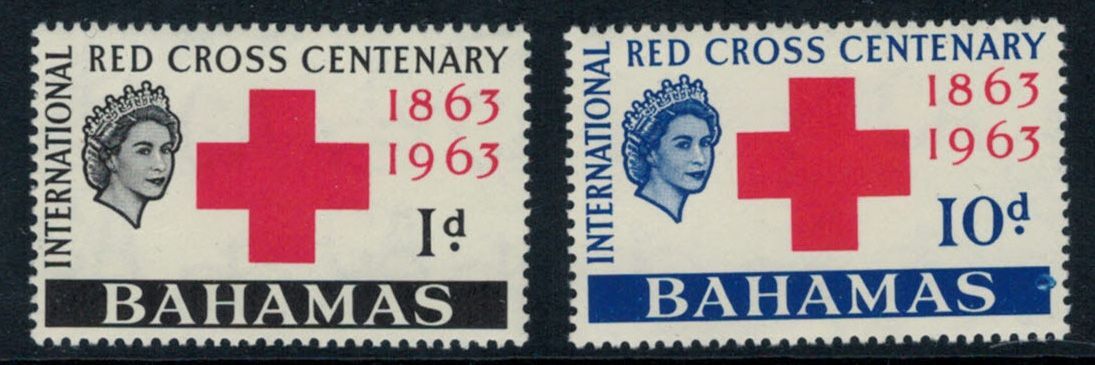 INTERNATIONAL
RED CROSS CENTENARY
1863
1963
1d.
BAHAMAS
INTERNATIONAL
RED CROSS CENTENARY
1863
1963
10d.
BAHAMAS